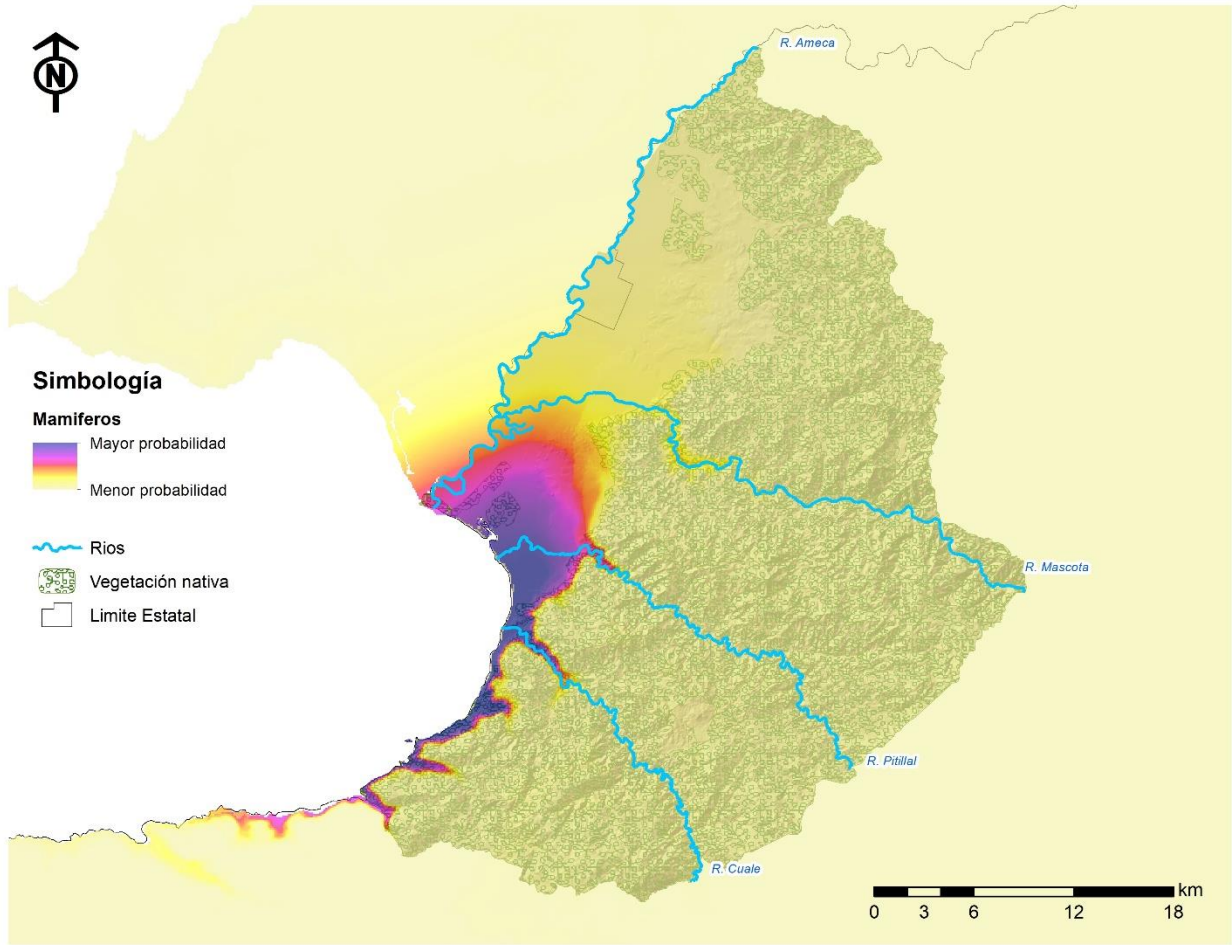 N
R. Ameca
Simbología
Mamiferos
Mayor probabilidad
Menor probabilidad
Rios
Vegetación nativa
Limite Estatal
R. Mascota
R. Pitillal
R. Cuale
km
0 3 6 12 18